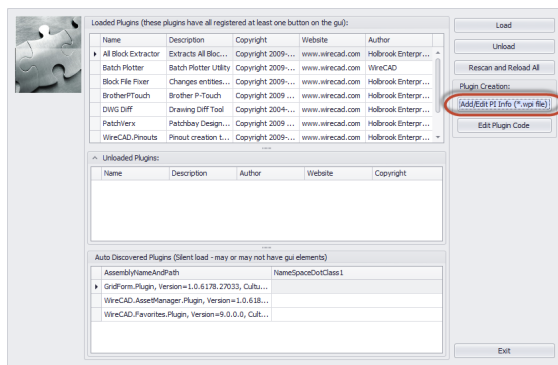 Loaded Plugins (these plugins have all registered at least one button on the gui):
Name Description Copyright Website Author
All Block Extractor Extracts All Bloc... Copyright 2009-... www.wirecad.com Holbrook Enterpr...
Batch Plotter Batch Plotter Utility Copyright 2009-... www.wirecad.com WireCAD
Block File Fixer Changes entities... Copyright 2009-... www.wirecad.com Holbrook Enterpr...
BrotherPTouch Brother P-Touch Copyright 2009-... www.wirecad.com Holbrook Enterpr...
DWG Diff Drawing Diff Tool Copyright 2004-... www.wirecad.com Holbrook Enterpr...
PatchVerx Patchbay Design... Copyright 2009-... www.wirecad.com Holbrook Enterpr...
WireCAD.Pinouts Pinout creation t... Copyright 2009-... www.wirecad.com Holbrook Enterpr...
Unloaded Plugins:
Name Description Author Website Copyright
Auto Discovered Plugins (Silent load - may or may not have gui elements)
AssemblyNameAndPath NameSpaceDotClass1
GridForm.Plugin, Version=1.0.6178.27033, Cultu...
WireCAD.AssetManager.Plugin, Version=1.0.618...
WireCAD.Favorites.Plugin, Version=9.0.0.0, Cult...
Load
Unload
Rescan and Reload All
Plugin Creation:
Add/Edit PI Info (*.wpi file)
Edit Plugin Code
Exit